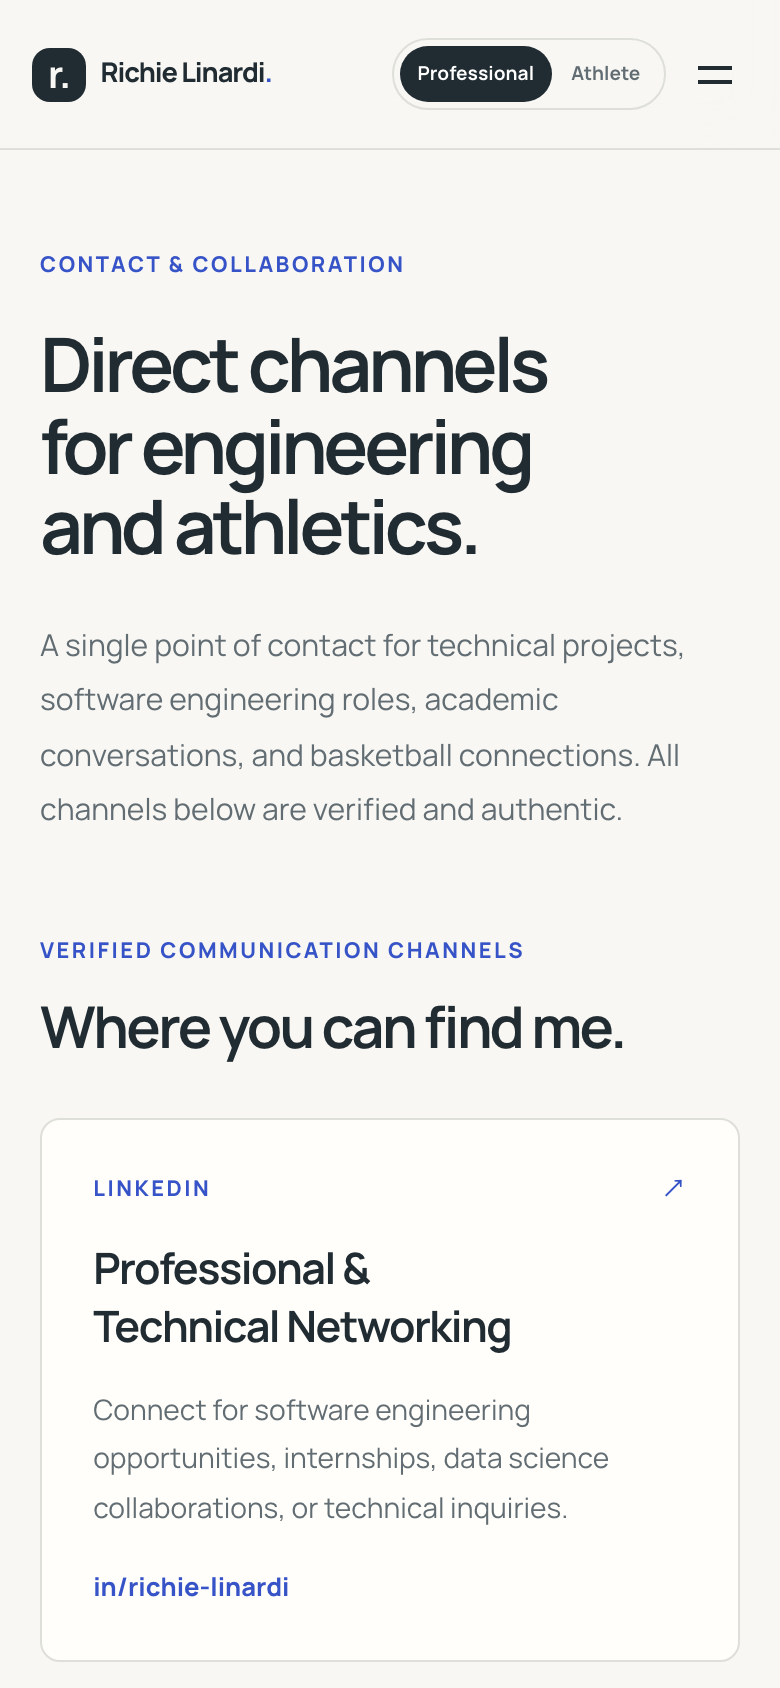 r.
Richie Linardi.
Professional
Athlete
CONTACT & COLLABORATION
Direct channels
for engineering
and athletics.
A single point of contact for technical projects,
software engineering roles, academic
conversations, and basketball connections. All
channels below are verified and authentic.
VERIFIED COMMUNICATION CHANNELS
Where you can find me.
LINKEDIN ↗
Professional &
Technical Networking
Connect for software engineering
opportunities, internships, data science
collaborations, or technical inquiries.
in/richie-linardi